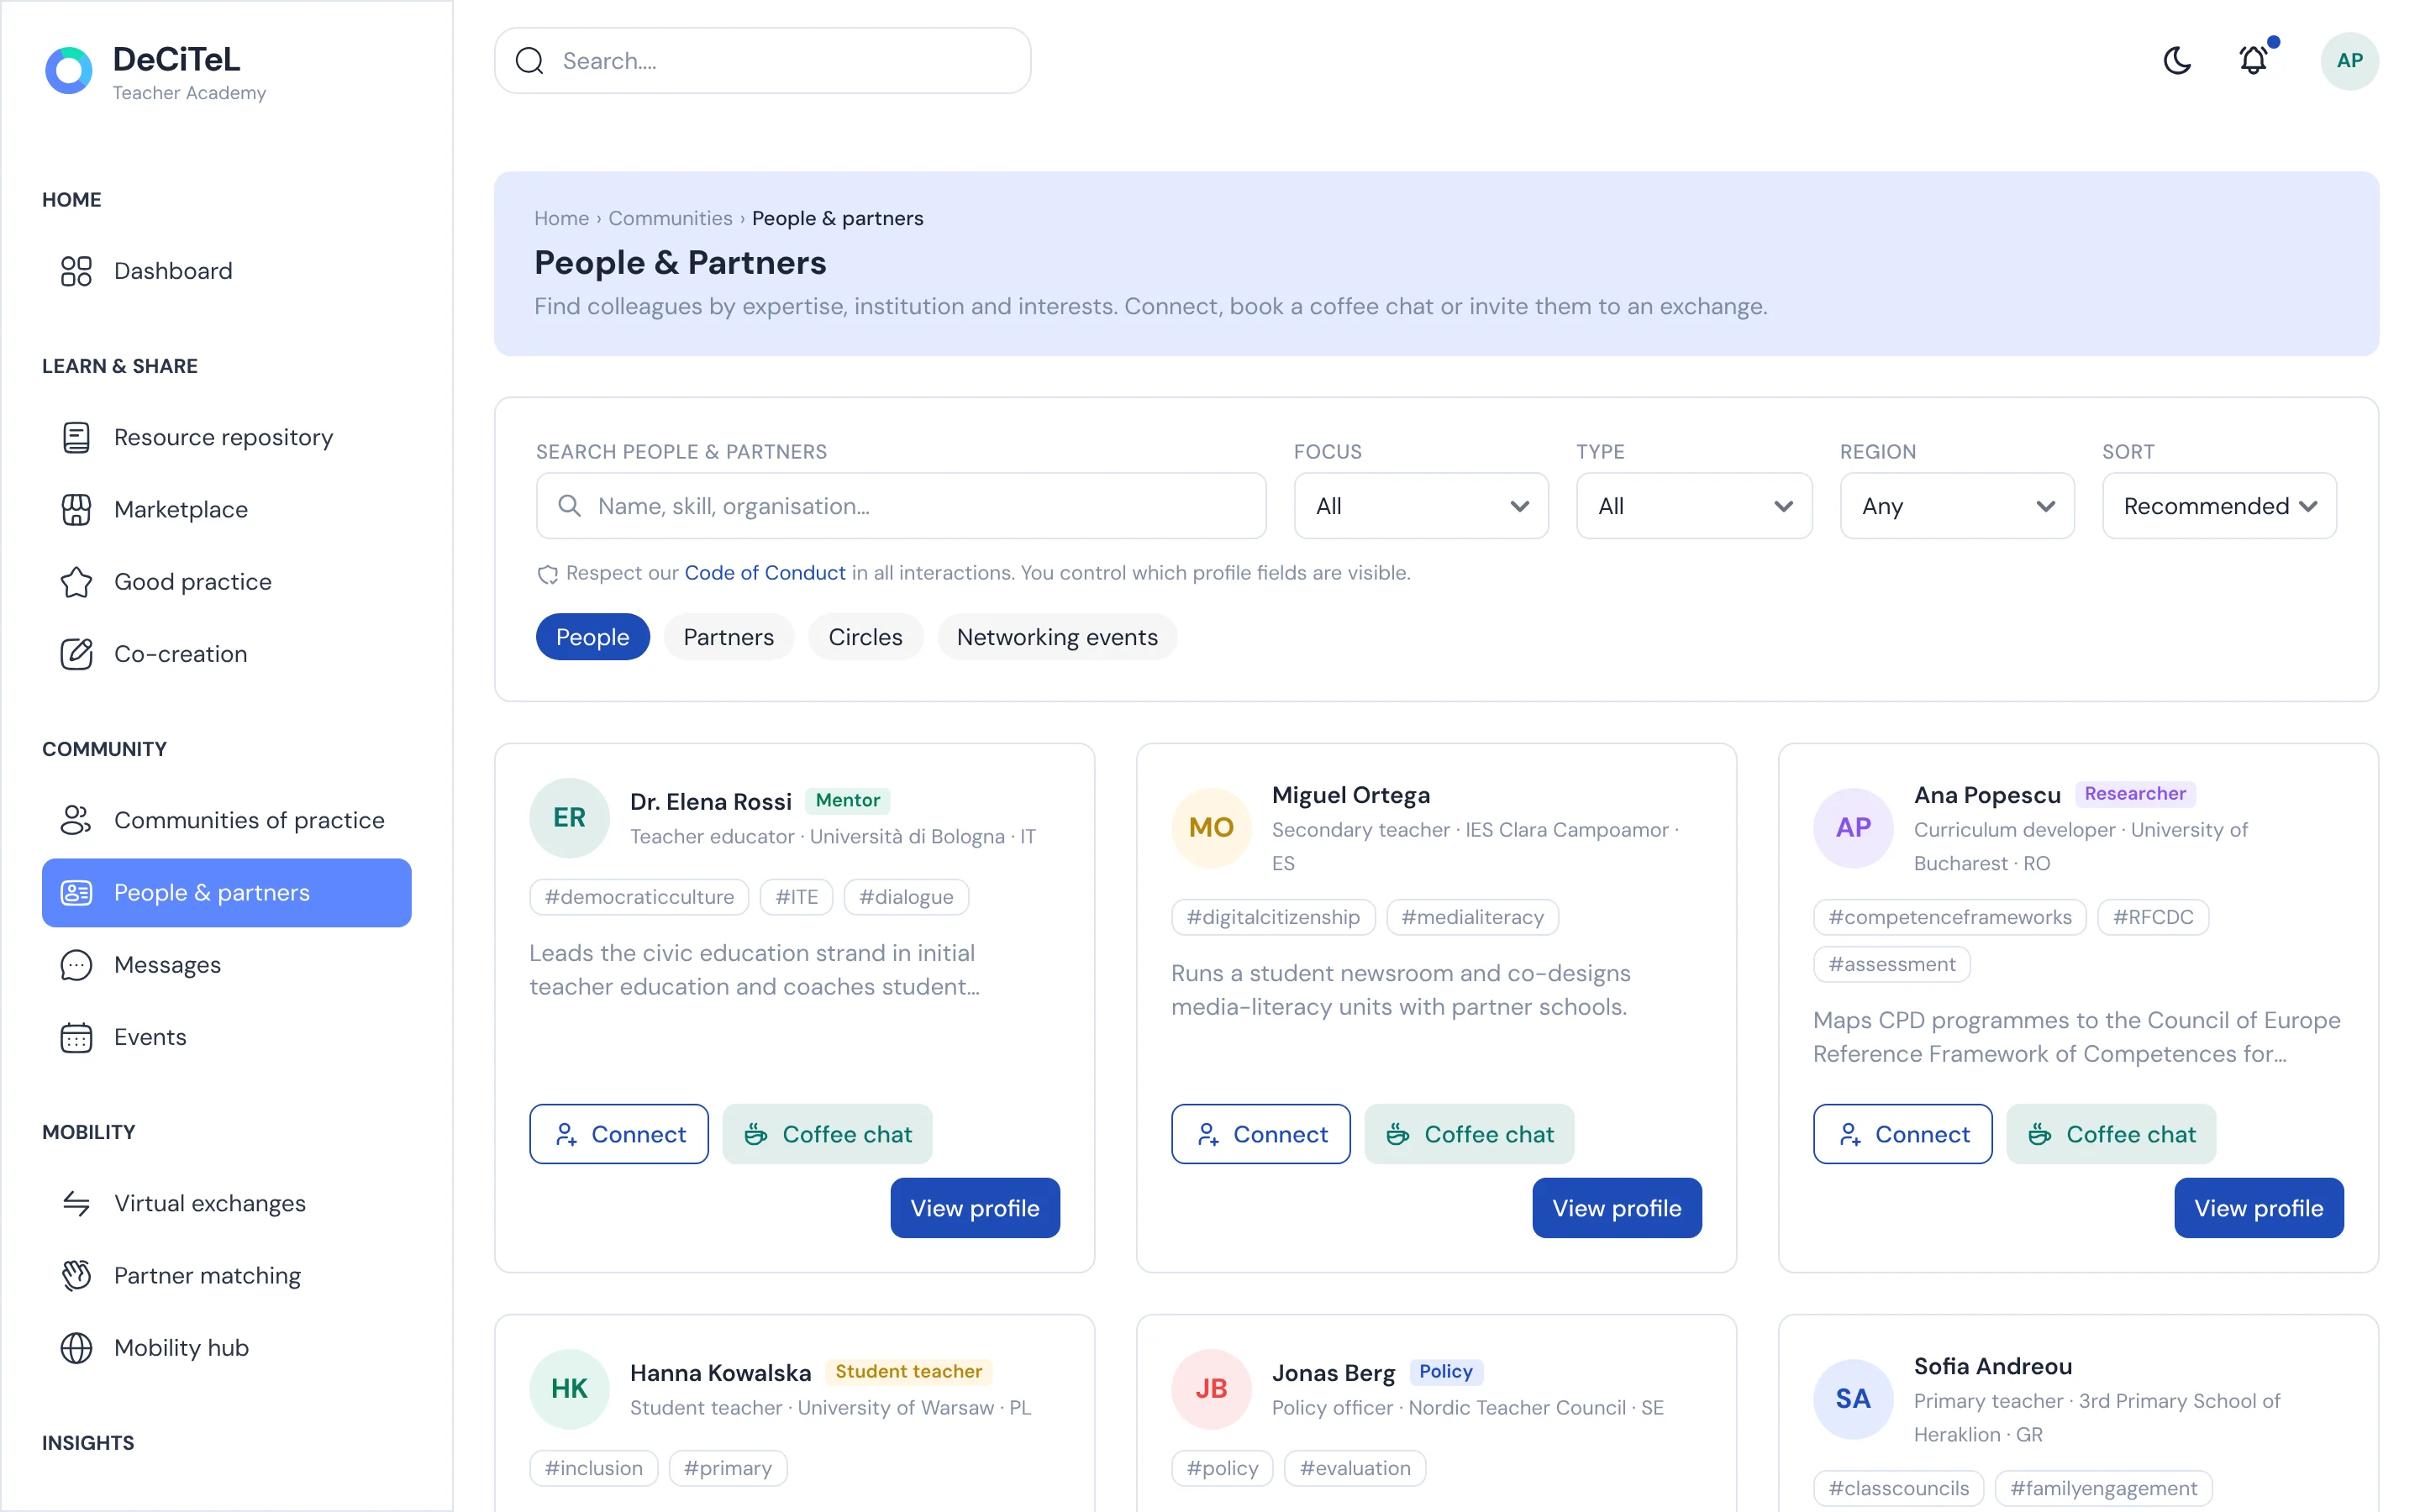 DeCiTeL
Teacher Academy
HOME
Dashboard
LEARN & SHARE
Resource repository
Marketplace
Good practice
Co-creation
COMMUNITY
Communities of practice
People & partners
Messages
Events
MOBILITY
Virtual exchanges
Partner matching
Mobility hub
INSIGHTS
Search....
AP
Home › Communities › People & partners
People & Partners
Find colleagues by expertise, institution and interests. Connect, book a coffee chat or invite them to an exchange.
SEARCH PEOPLE & PARTNERS
Name, skill, organisation...
FOCUS
All
TYPE
All
REGION
Any
SORT
Recommended
Respect our Code of Conduct in all interactions. You control which profile fields are visible.
People
Partners
Circles
Networking events
ER
Dr. Elena Rossi Mentor
Teacher educator · Università di Bologna · IT
#democraticculture #ITE #dialogue
Leads the civic education strand in initial
teacher education and coaches student...
Connect
Coffee chat
View profile
MO
Miguel Ortega
Secondary teacher · IES Clara Campoamor ·
ES
#digitalcitizenship #medialiteracy
Runs a student newsroom and co-designs
media-literacy units with partner schools.
Connect
Coffee chat
View profile
AP
Ana Popescu Researcher
Curriculum developer · University of
Bucharest · RO
#competenceframeworks #RFCDC
#assessment
Maps CPD programmes to the Council of Europe
Reference Framework of Competences for...
Connect
Coffee chat
View profile
HK
Hanna Kowalska Student teacher
Student teacher · University of Warsaw · PL
#inclusion #primary
JB
Jonas Berg Policy
Policy officer · Nordic Teacher Council · SE
#policy #evaluation
SA
Sofia Andreou
Primary teacher · 3rd Primary School of
Heraklion · GR
#classcouncils #familyengagement